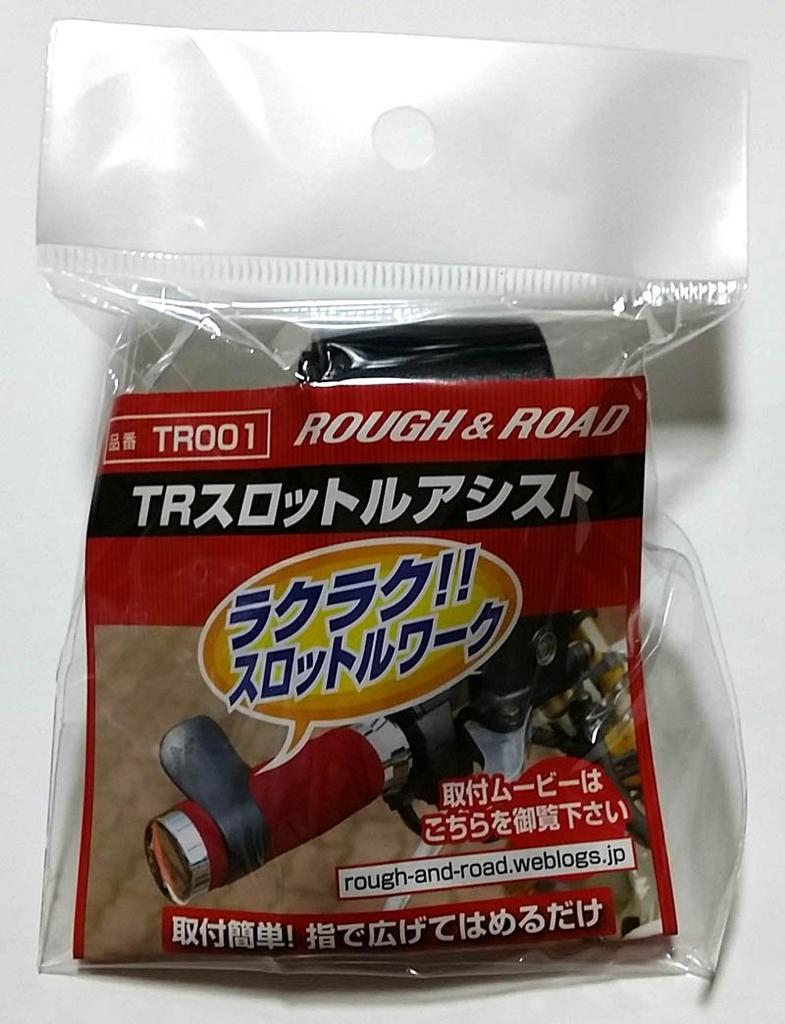 品番 TR001 ROUGH & ROAD
TRスロットルアシスト
ラクラク!!
スロットルワーク
取付ムービーは
こちらを御覧下さい
rough-and-road.weblogs.jp
取付簡単! 指で広げてはめるだけ